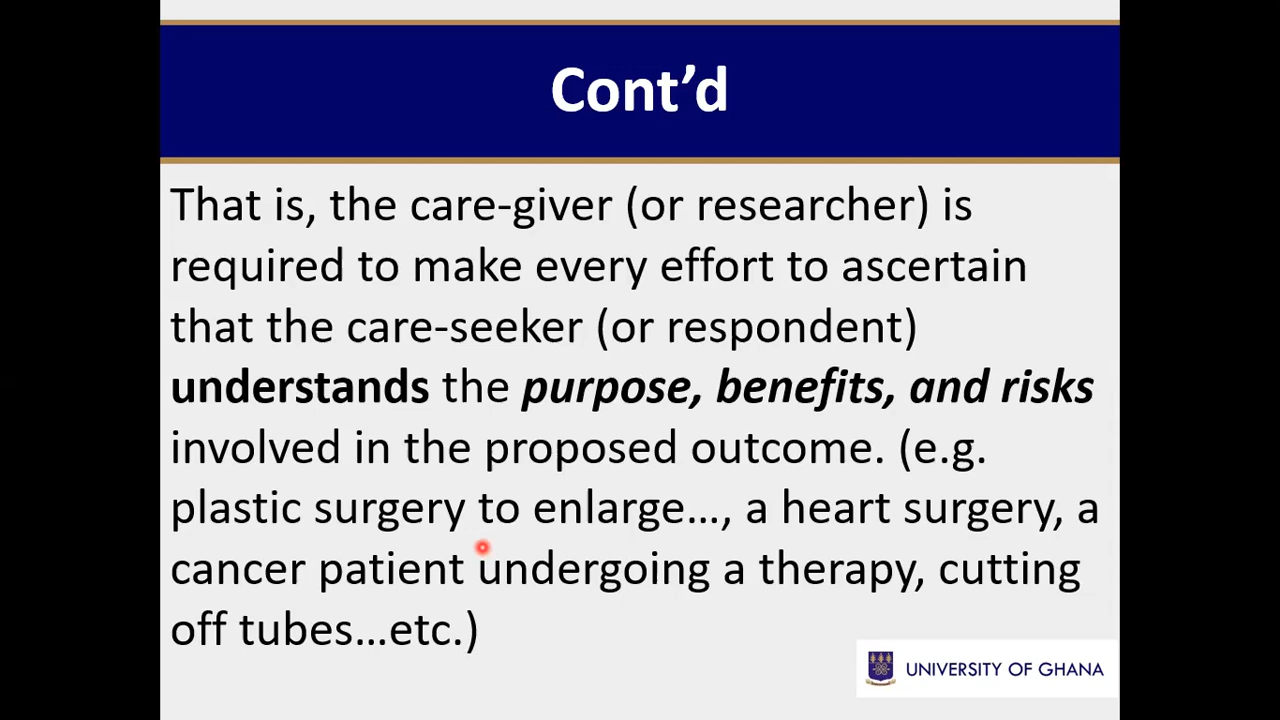 Cont’d
That is, the care-giver (or researcher) is
required to make every effort to ascertain
that the care-seeker (or respondent)
understands the purpose, benefits, and risks
involved in the proposed outcome. (e.g.
plastic surgery to enlarge…, a heart surgery, a
cancer patient undergoing a therapy, cutting
off tubes…etc.)
UNIVERSITY OF GHANA